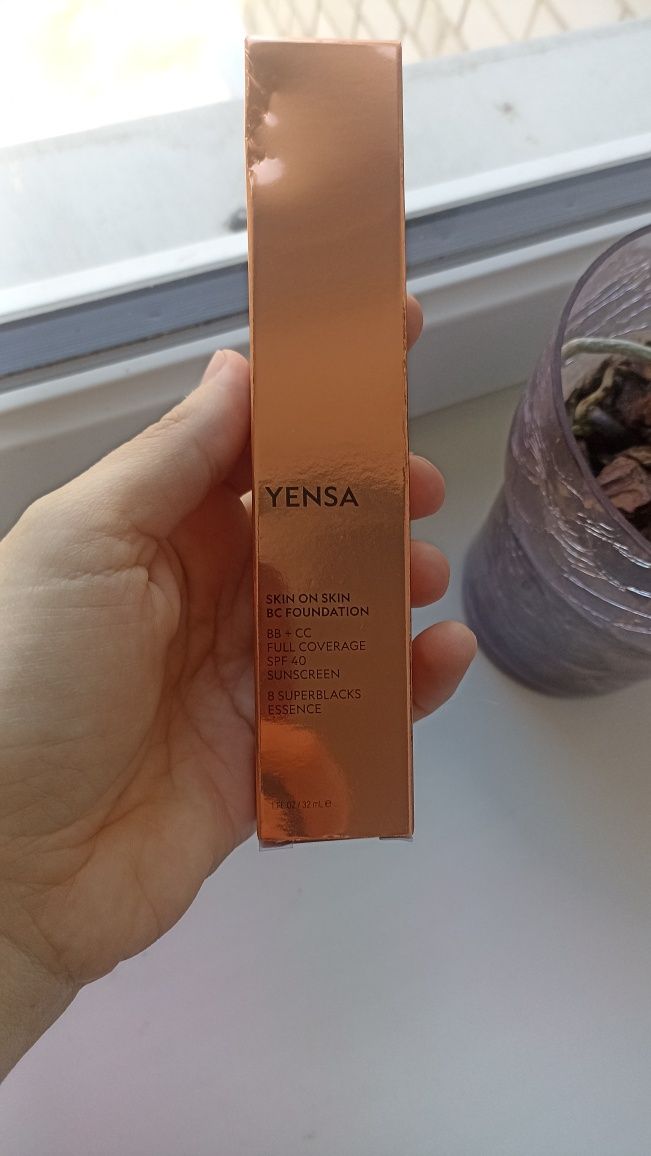 YENSA
SKIN ON SKIN
BC FOUNDATION
BB + CC
FULL COVERAGE
SPF 40
SUNSCREEN
8 SUPERBLACKS
ESSENCE
1 Fl. OZ / 32 mL ℮